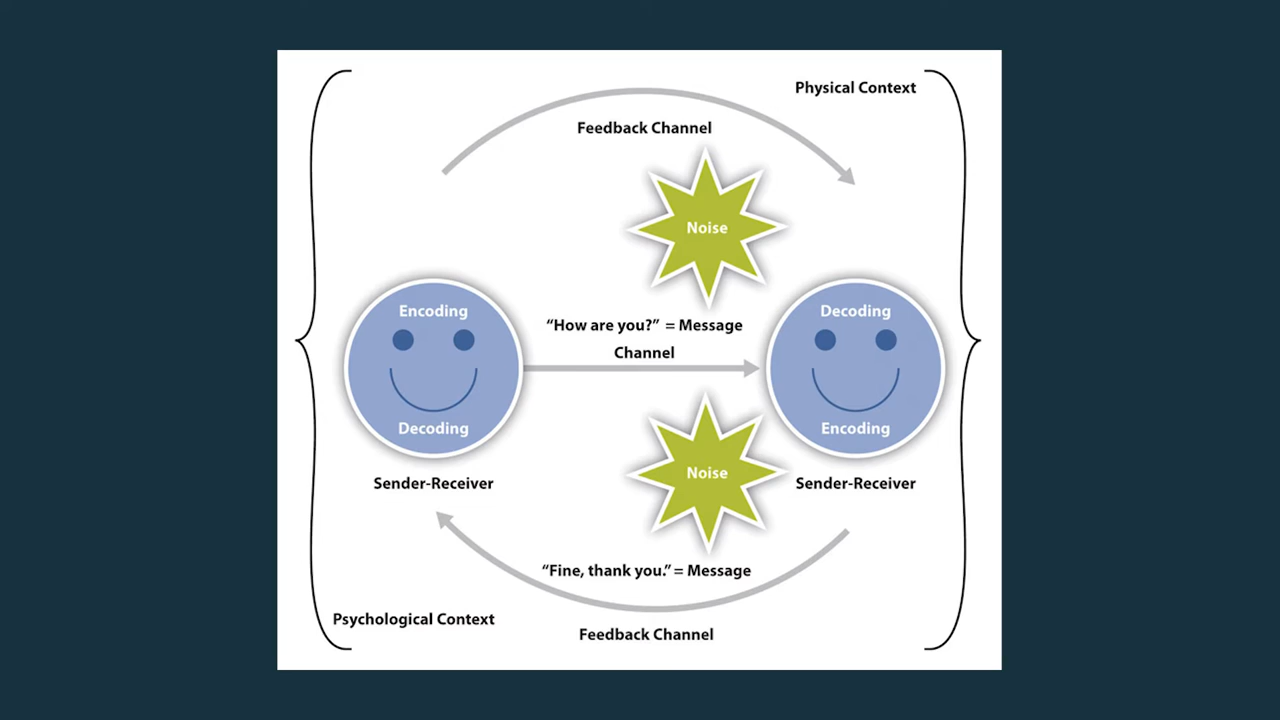 Physical Context
Feedback Channel
Noise
Encoding
Decoding
“How are you?” = Message
Channel
Decoding
Encoding
Noise
Sender-Receiver
Sender-Receiver
“Fine, thank you.” = Message
Psychological Context
Feedback Channel